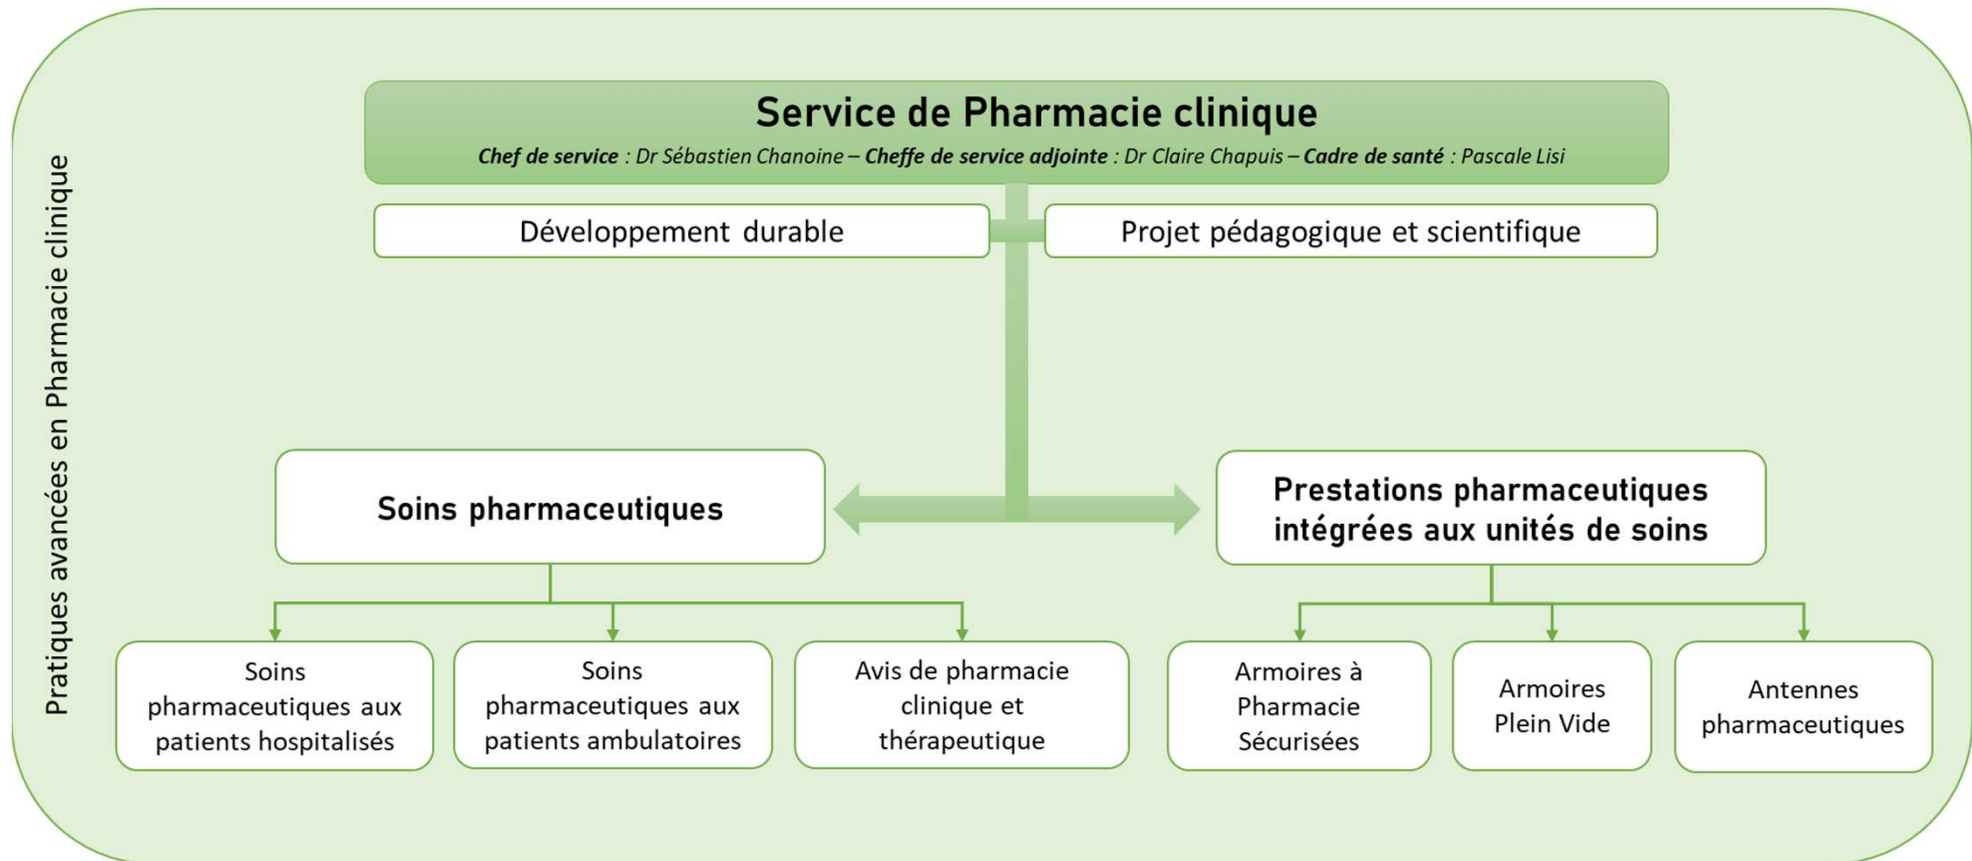 Pratiques avancées en Pharmacie clinique
Service de Pharmacie clinique
Chef de service : Dr Sébastien Chanoine – Cheffe de service adjointe : Dr Claire Chapuis – Cadre de santé : Pascale Lisi
Développement durable
Projet pédagogique et scientifique
Soins pharmaceutiques
Prestations pharmaceutiques
intégrées aux unités de soins
Soins
pharmaceutiques aux
patients hospitalisés
Soins
pharmaceutiques aux
patients ambulatoires
Avis de pharmacie
clinique et
thérapeutique
Armoires à
Pharmacie
Sécurisées
Armoires
Plein Vide
Antennes
pharmaceutiques